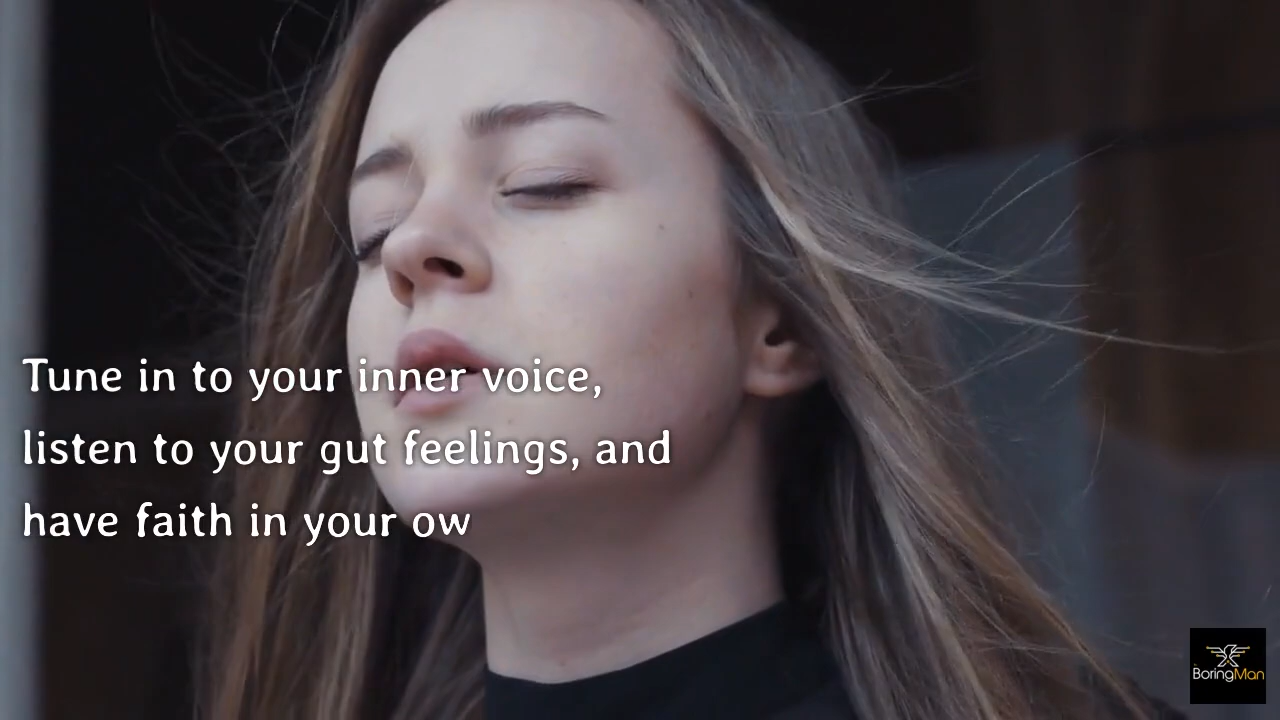 Tune in to your inner voice,
listen to your gut feelings, and
have faith in your ow
BoringMan